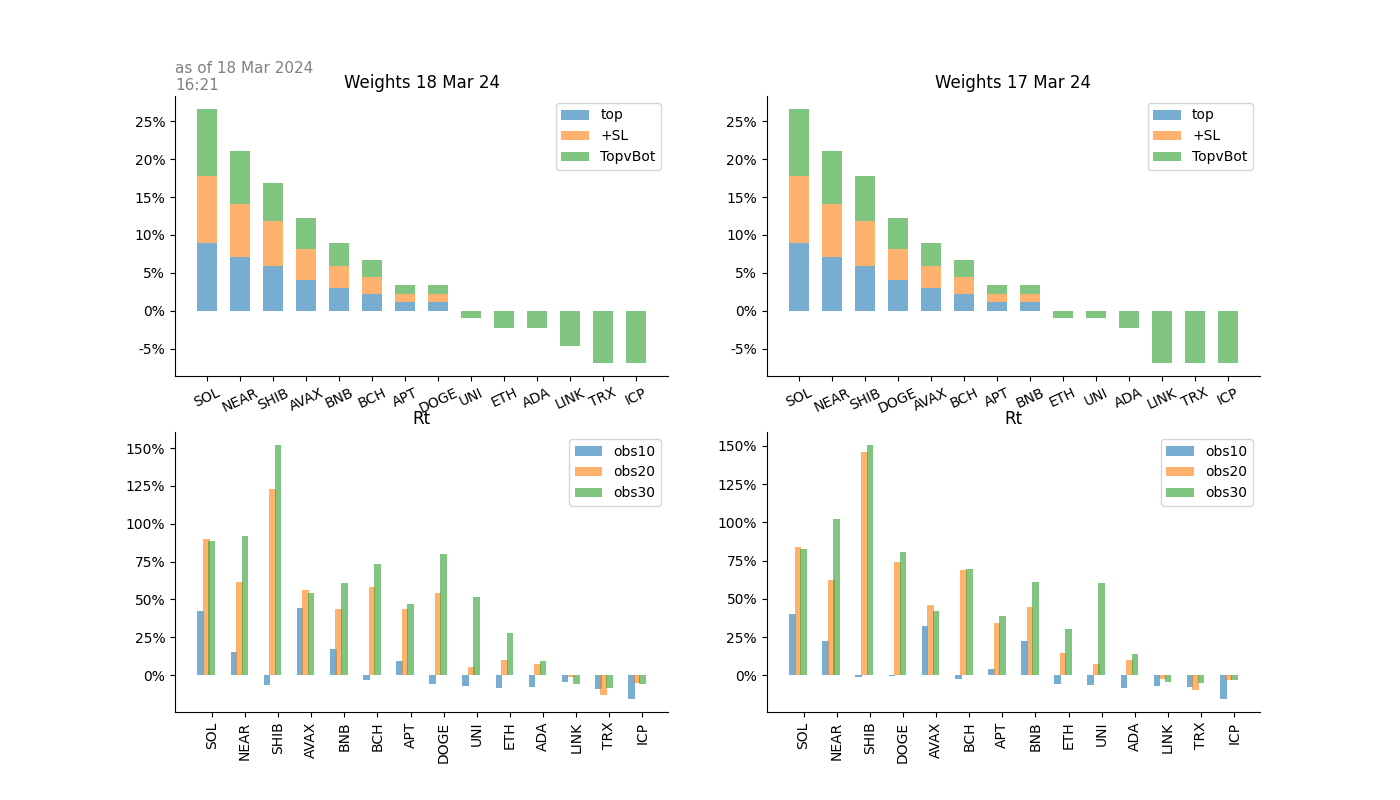 as of 18 Mar 2024
16:21
Weights 18 Mar 24
25%
20%
15%
10%
5%
0%
-5%
top
+SL
TopvBot
SOL NEAR SHIB AVAX BNB BCH APT DOGE UNI ETH ADA LINK TRX ICP
Weights 17 Mar 24
25%
20%
15%
10%
5%
0%
-5%
top
+SL
TopvBot
SOL NEAR SHIB DOGE AVAX BCH APT BNB ETH UNI ADA LINK TRX ICP
Rt
150%
125%
100%
75%
50%
25%
0%
obs10
obs20
obs30
SOL NEAR SHIB AVAX BNB BCH APT DOGE UNI ETH ADA LINK TRX ICP
Rt
150%
125%
100%
75%
50%
25%
0%
obs10
obs20
obs30
SOL NEAR SHIB DOGE AVAX BCH APT BNB ETH UNI ADA LINK TRX ICP